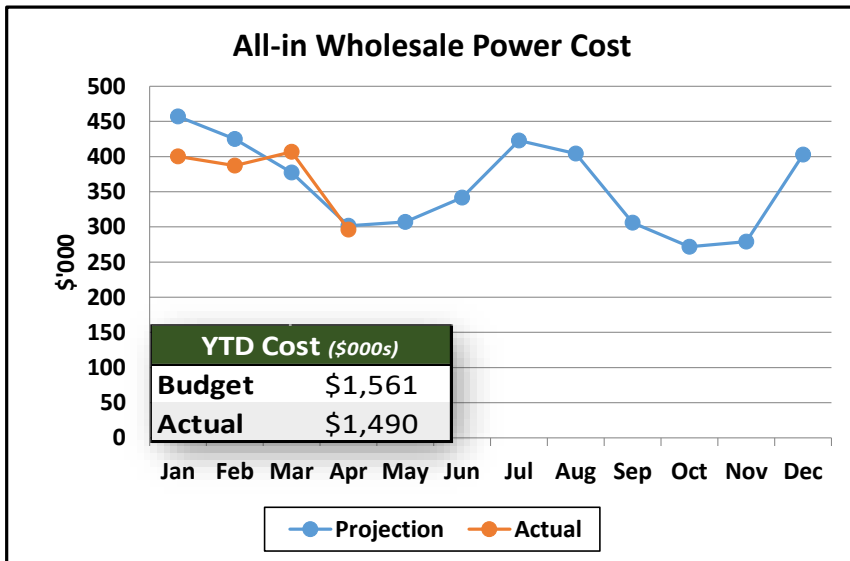 All-in Wholesale Power Cost
$'000
500
450
400
350
300
250
200
150
100
50
0
YTD Cost ($000s)
Budget $1,561
Actual $1,490
Jan Feb Mar Apr May Jun Jul Aug Sep Oct Nov Dec
Projection Actual